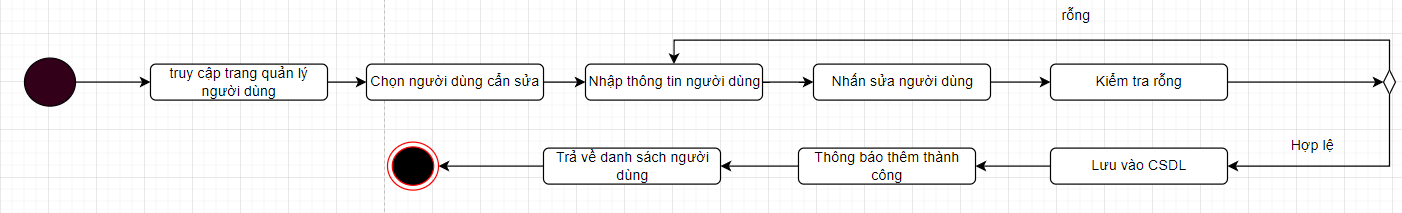 rỗng
truy cập trang quản lý
người dùng
Chọn người dùng cần sửa
Nhập thông tin người dùng
Nhấn sửa người dùng
Kiểm tra rỗng
Hợp lệ
Trả về danh sách người
dùng
Thông báo thêm thành
công
Lưu vào CSDL